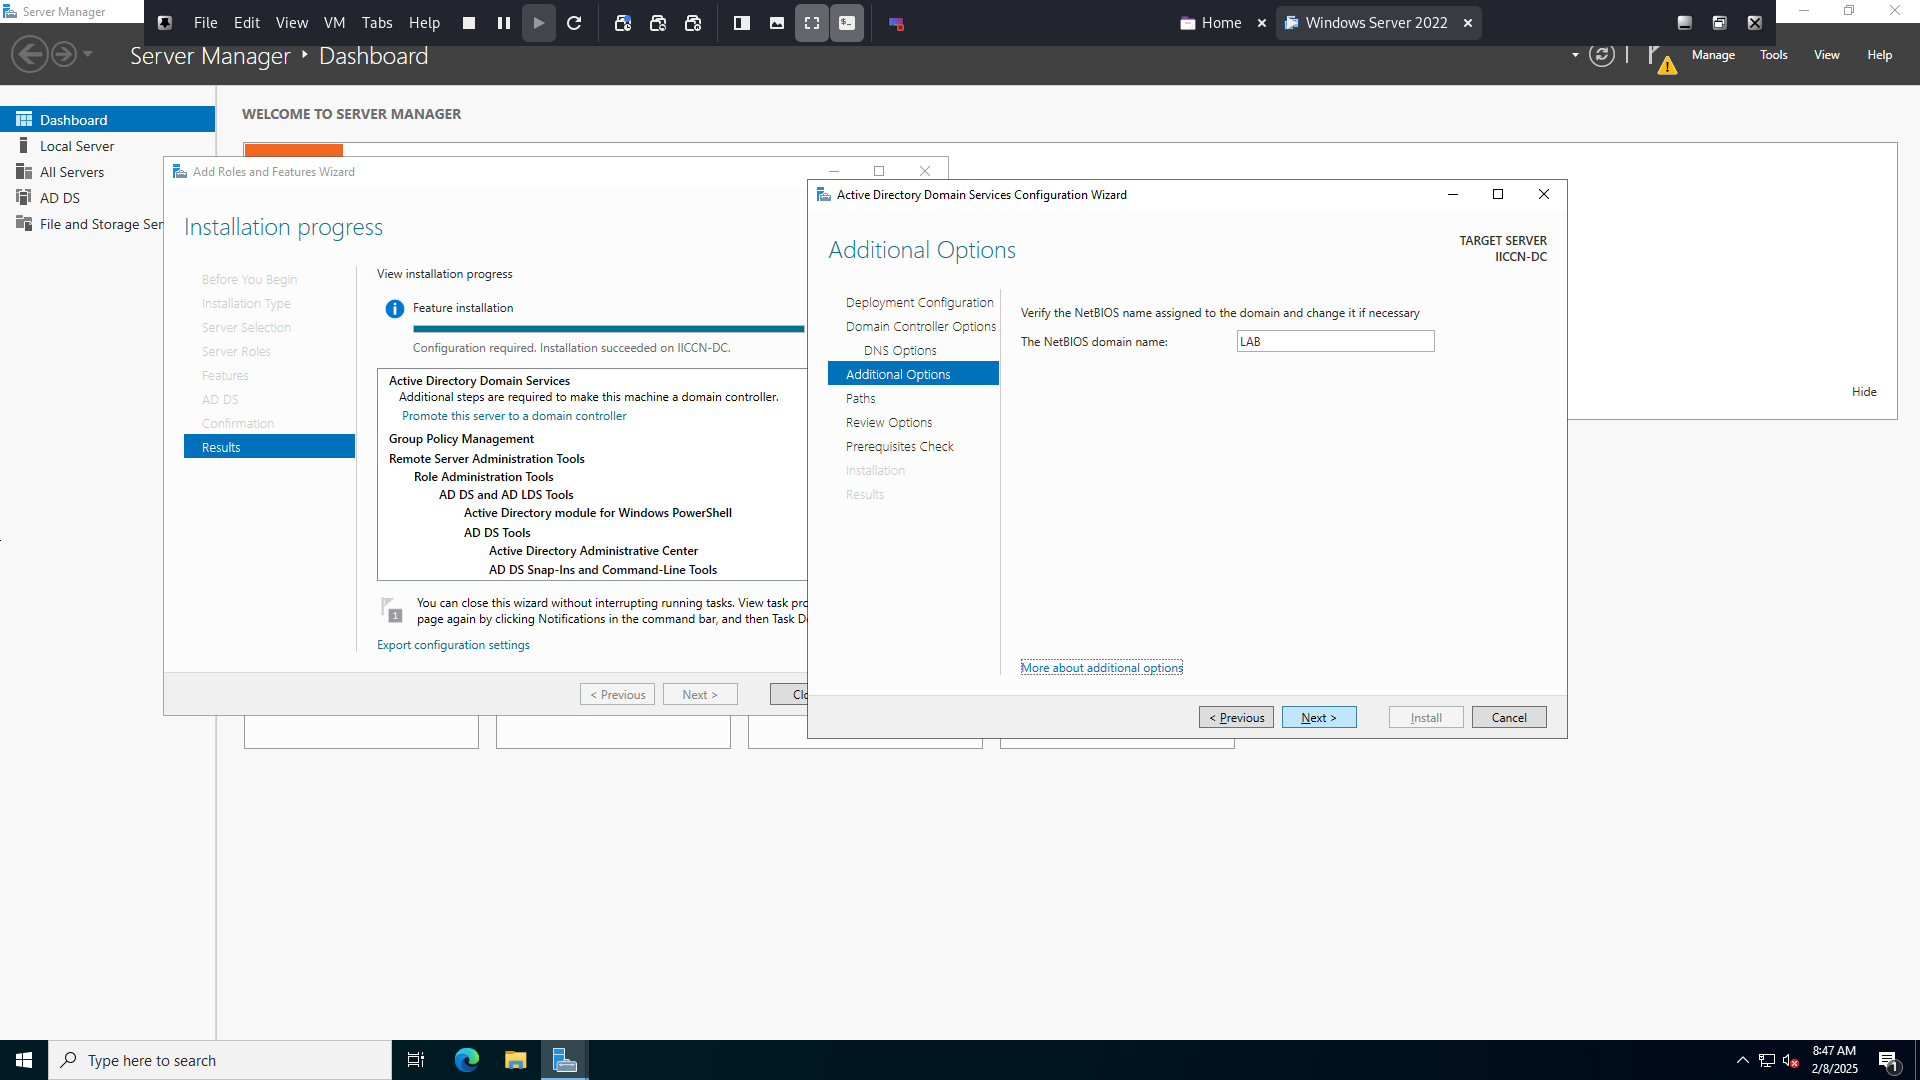 Server Manager
File Edit View VM Tabs Help
Home
Windows Server 2022
Server Manager Dashboard
Manage Tools View Help
Dashboard
Local Server
All Servers
AD DS
File and Storage Ser
WELCOME TO SERVER MANAGER
Hide
Add Roles and Features Wizard
Installation progress
Before You Begin
Installation Type
Server Selection
Server Roles
Features
AD DS
Confirmation
Results
View installation progress
Feature installation
Configuration required. Installation succeeded on IICCN-DC.
Active Directory Domain Services
Additional steps are required to make this machine a domain controller.
Promote this server to a domain controller
Group Policy Management
Remote Server Administration Tools
Role Administration Tools
AD DS and AD LDS Tools
Active Directory module for Windows PowerShell
AD DS Tools
Active Directory Administrative Center
AD DS Snap-Ins and Command-Line Tools
1
You can close this wizard without interrupting running tasks. View task pro
page again by clicking Notifications in the command bar, and then Task D
Export configuration settings
< Previous
Next >
Clo
Active Directory Domain Services Configuration Wizard
Additional Options
TARGET SERVER
IICCN-DC
Deployment Configuration
Domain Controller Options
DNS Options
Additional Options
Paths
Review Options
Prerequisites Check
Installation
Results
Verify the NetBIOS name assigned to the domain and change it if necessary
The NetBIOS domain name: LAB
More about additional options
< Previous
Next >
Install
Cancel
Type here to search
8:47 AM
2/8/2025
1